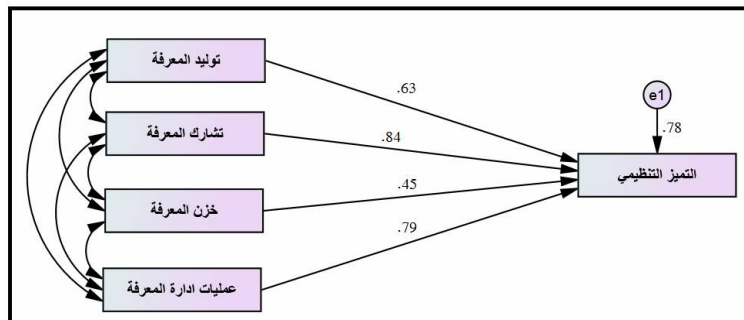 توليد المعرفة
.63
e1
تشارك المعرفة
.84
.78
التميز التنظيمي
خزن المعرفة
.45
.79
عمليات ادارة المعرفة